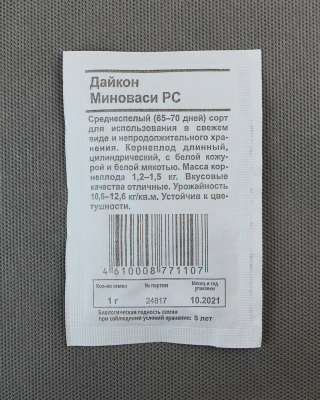 Дайкон
Миноваси РС
Среднеспелый (65–70 дней) сорт
для использования в свежем
виде и непродолжительного хра-
нения. Корнеплод длинный,
цилиндрический, с белой кожу-
рой и белой мякотью. Масса кор-
неплода 1,2–1,5 кг. Вкусовые
качества отличные. Урожайность
10,6–12,6 кг/кв.м. Устойчив к цве-
тушности.
4 610008 771107
Кол-во семян № партии Месяц и год упаковки
1 г 24817 10.2021
Биологическая годность семян
при соблюдении условий хранения: 5 лет